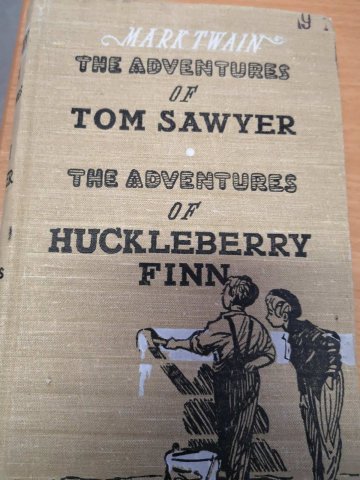 MARK TWAIN
THE ADVENTURES
OF
TOM SAWYER
THE ADVENTURES
OF
HUCKLEBERRY
FINN